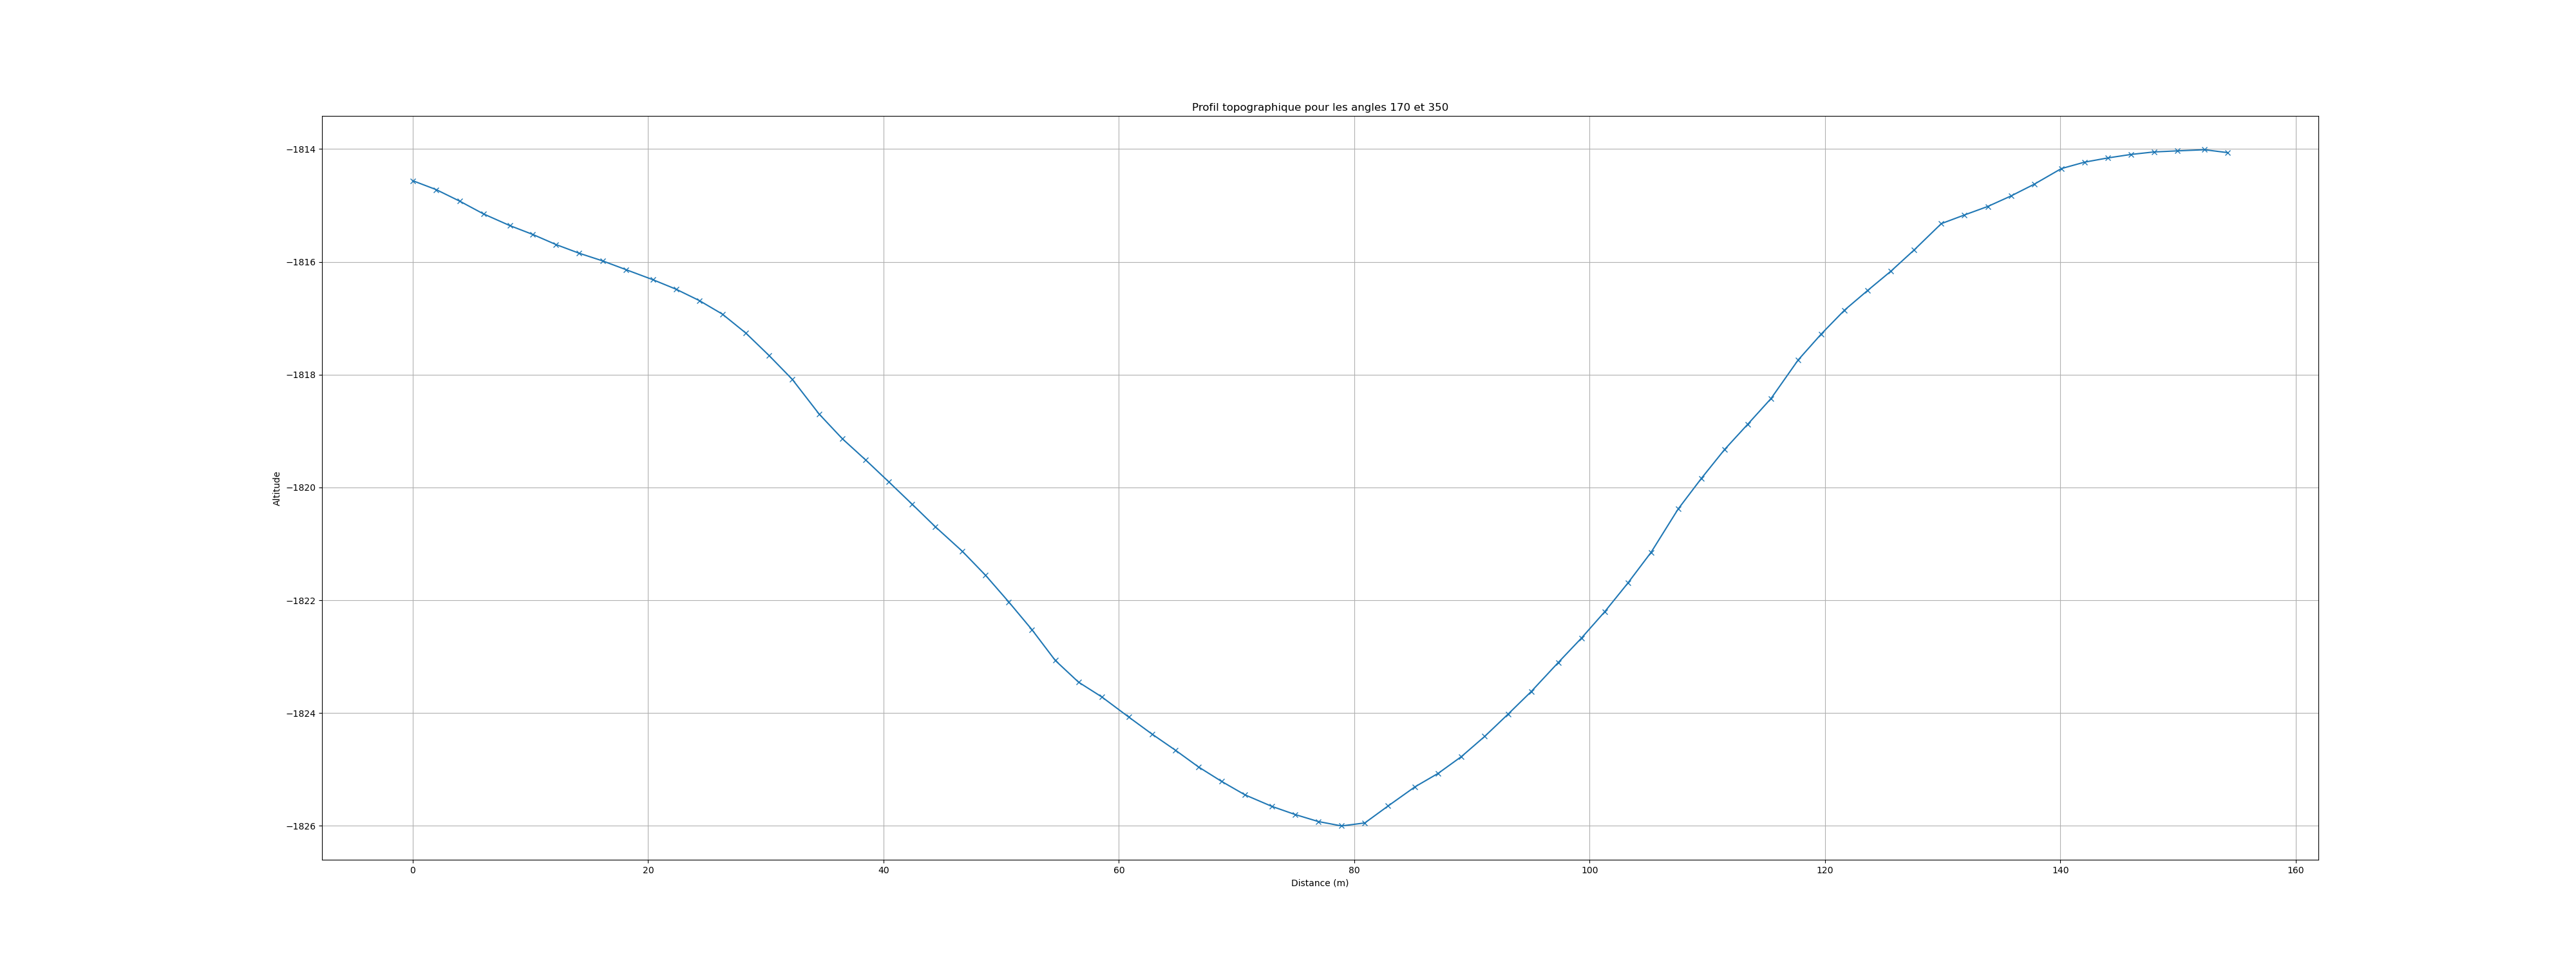 Profil topographique pour les angles 170 et 350
−1814
−1816
−1818
−1820
−1822
−1824
−1826
Altitude
0 20 40 60 80 100 120 140 160
Distance (m)